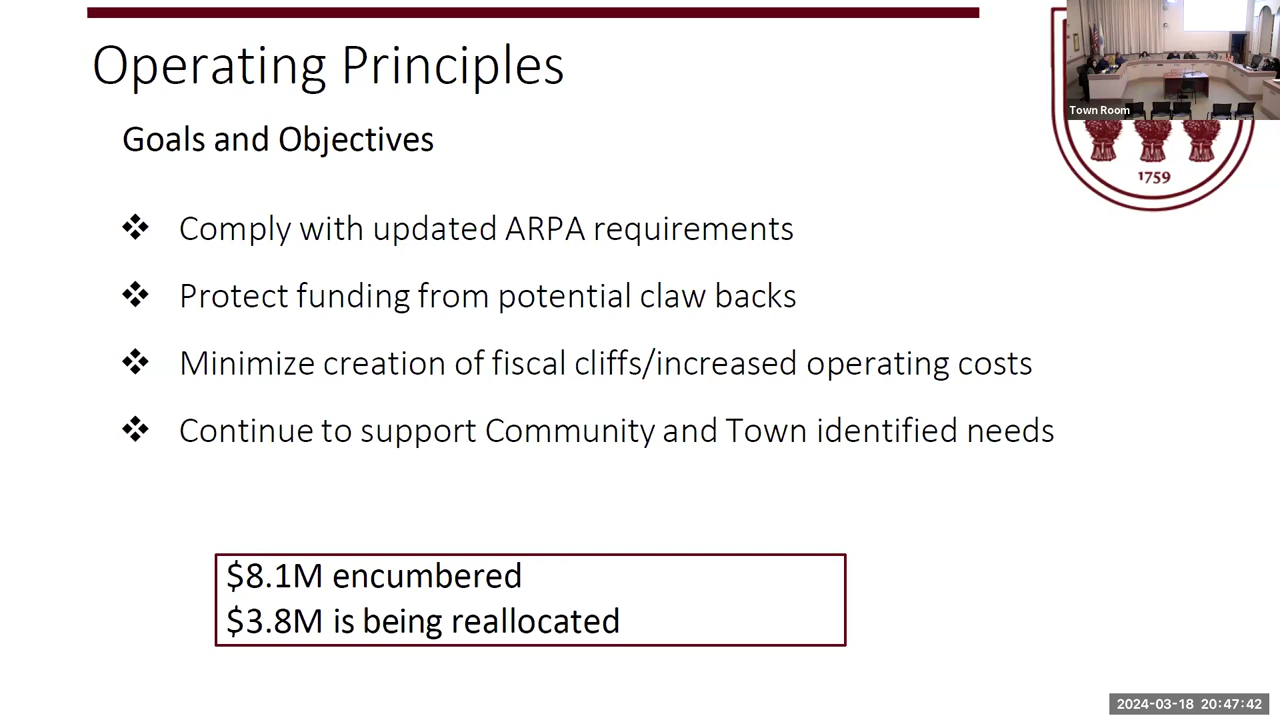 Operating Principles
Goals and Objectives
❖ Comply with updated ARPA requirements
❖ Protect funding from potential claw backs
❖ Minimize creation of fiscal cliffs/increased operating costs
❖ Continue to support Community and Town identified needs
$8.1M encumbered
$3.8M is being reallocated
Town Room
1759
2024-03-18 20:47:42